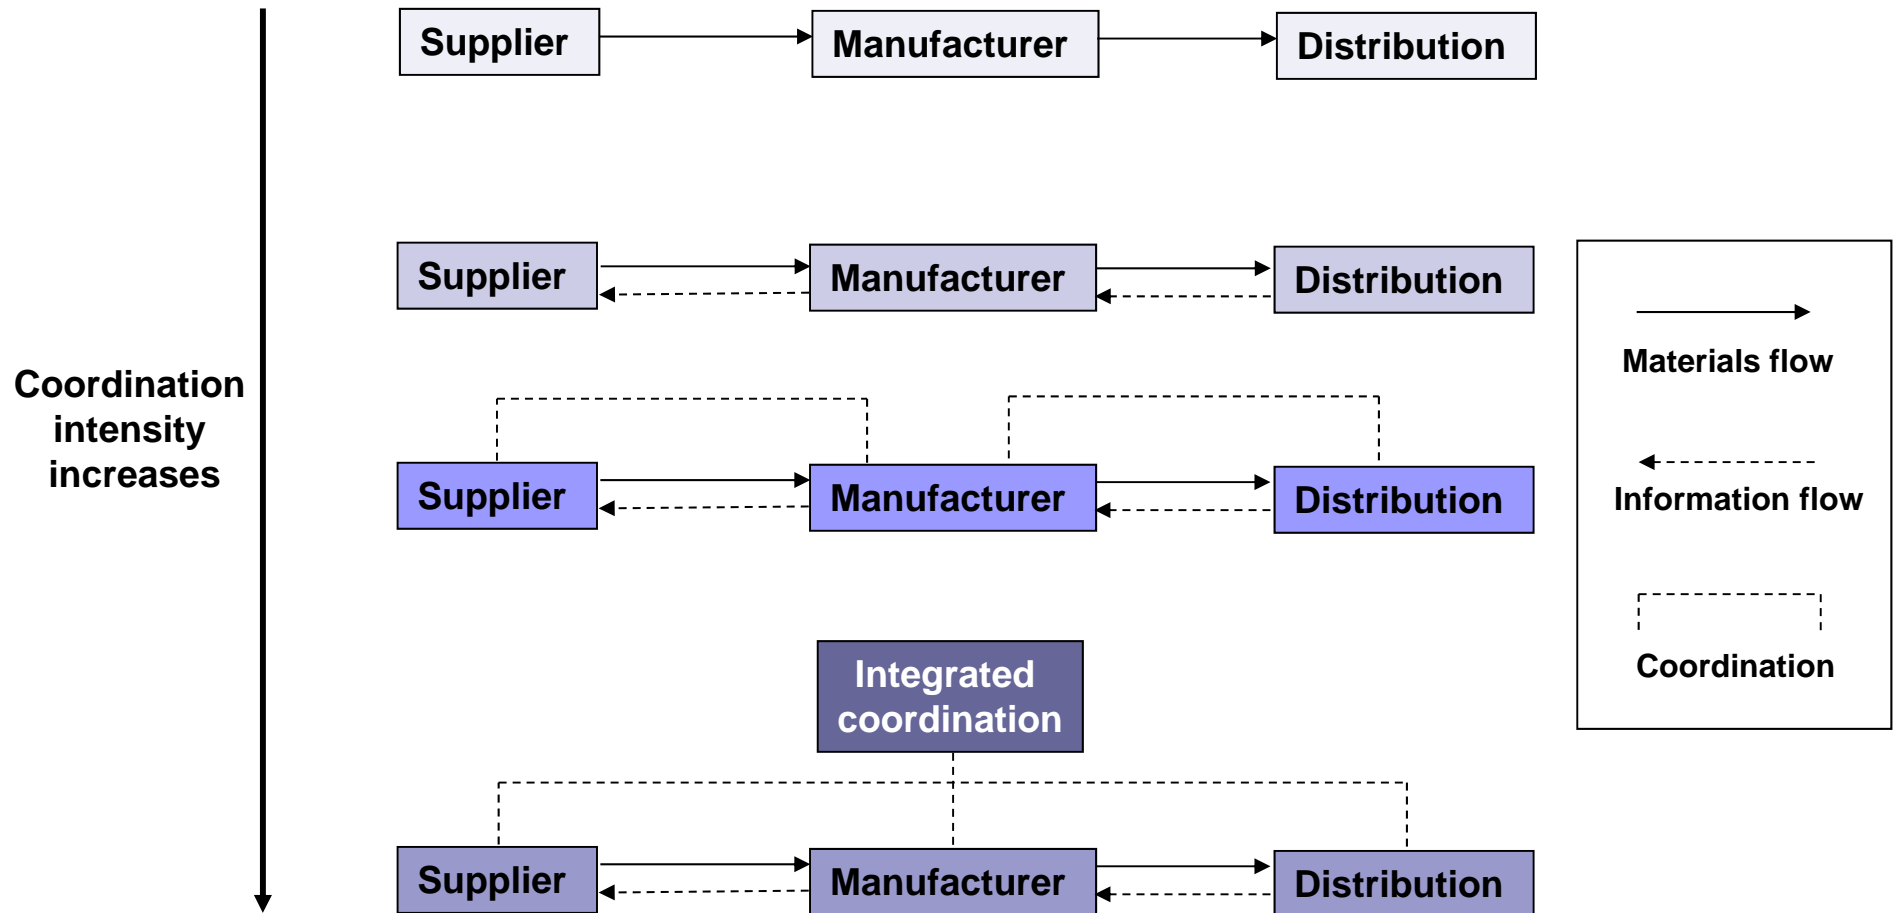 Supplier
Manufacturer
Distribution
Supplier
Manufacturer
Distribution
Coordination
intensity
increases
Supplier
Manufacturer
Distribution
Integrated
coordination
Supplier
Manufacturer
Distribution
Materials flow
Information flow
Coordination